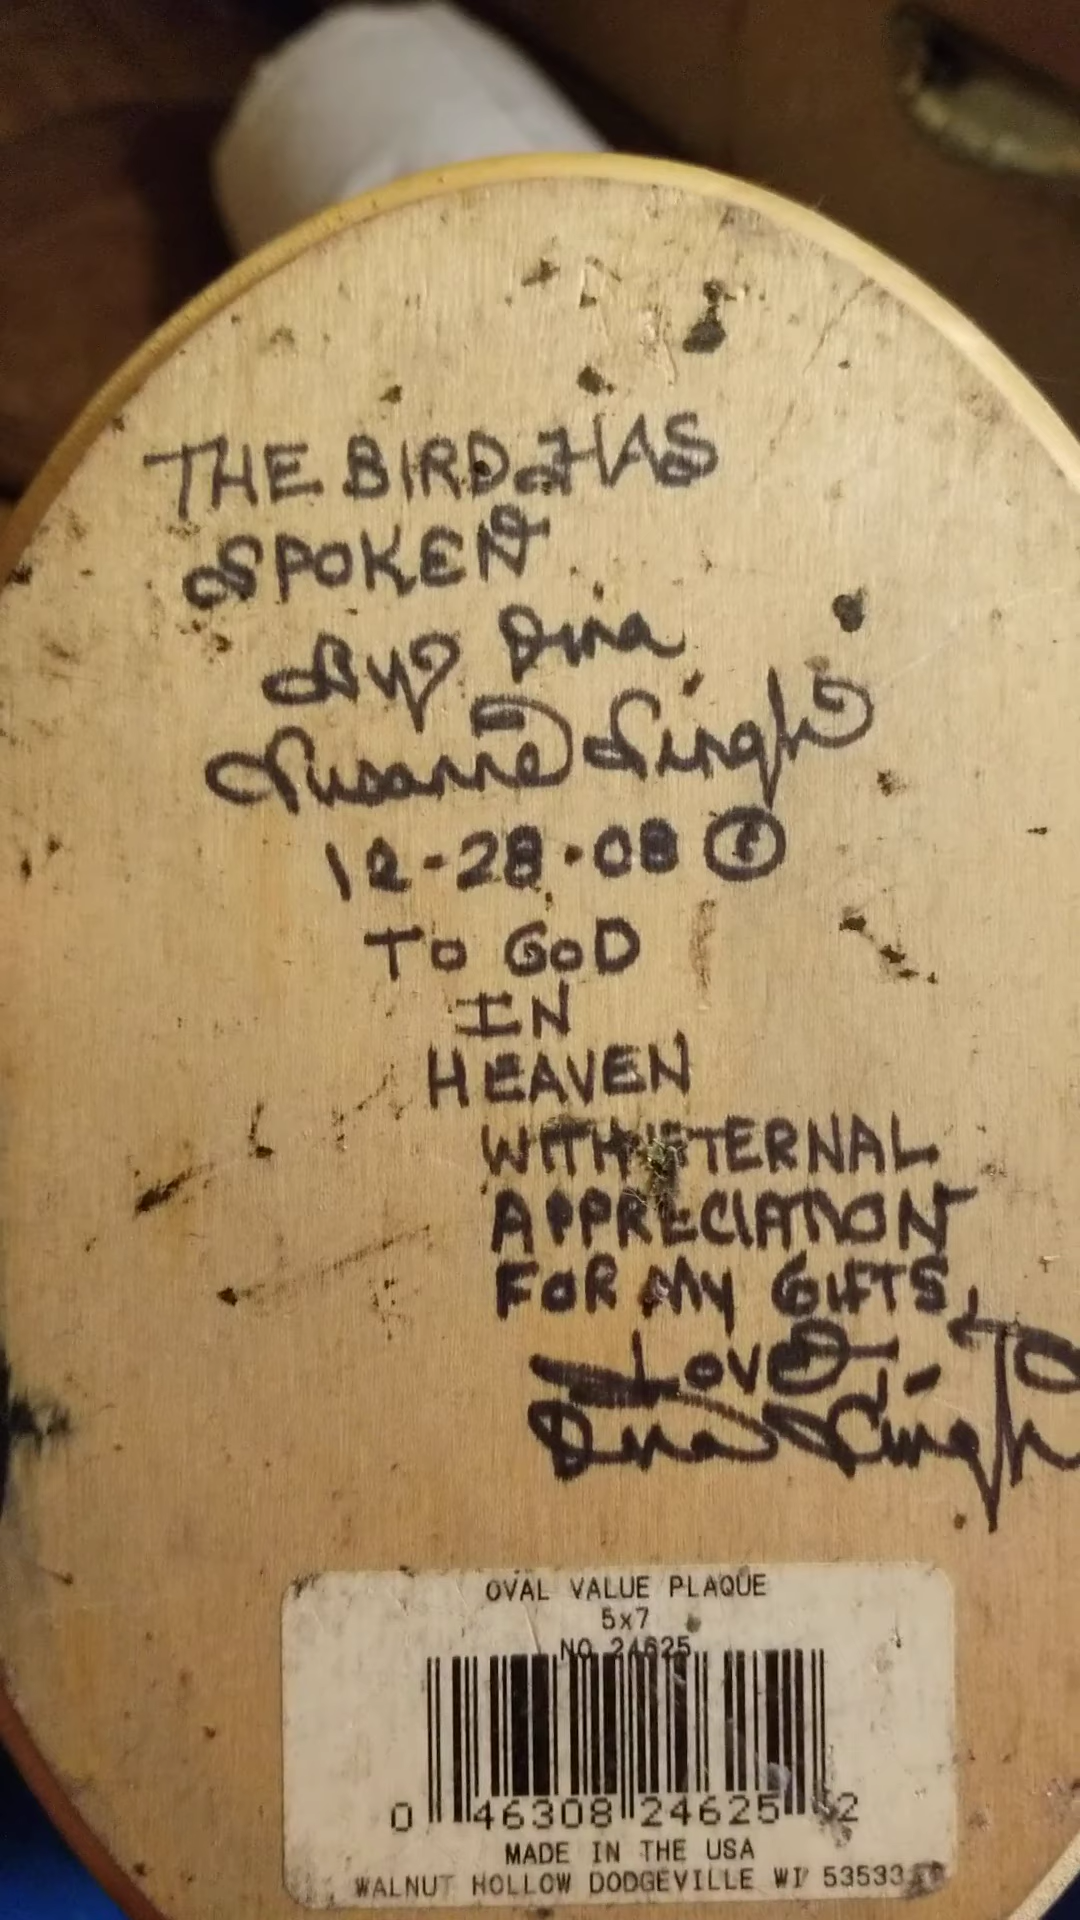 THE BIRD HAS
SPOKEN
By Dina
Susanne Singh
12-28-08
TO GOD
IN
HEAVEN
WITH ETERNAL
APPRECIATION
FOR MY GIFTS,
LOVE -
Dina Singh
OVAL VALUE PLAQUE
5x7
NO 24625
0 46308 24625 2
MADE IN THE USA
WALNUT HOLLOW DODGEVILLE WI 53533